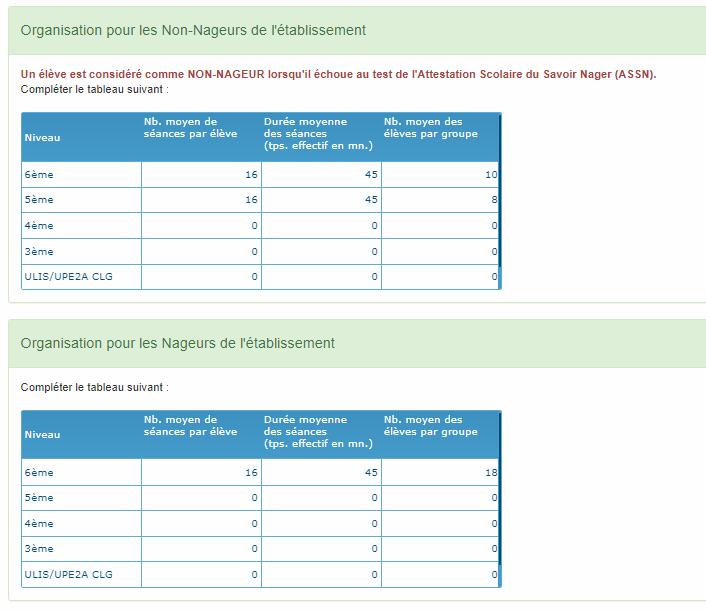 Organisation pour les Non-Nageurs de l'établissement
Un élève est considéré comme NON-NAGEUR lorsqu'il échoue au test de l'Attestation Scolaire du Savoir Nager (ASSN).
Compléter le tableau suivant :
Niveau | Nb. moyen de séances par élève | Durée moyenne des séances (tps. effectif en mn.) | Nb. moyen des élèves par groupe
6ème 16 45 10
5ème 16 45 8
4ème 0 0 0
3ème 0 0 0
ULIS/UPE2A CLG 0 0 0
Organisation pour les Nageurs de l'établissement
Compléter le tableau suivant :
Niveau | Nb. moyen de séances par élève | Durée moyenne des séances (tps. effectif en mn.) | Nb. moyen des élèves par groupe
6ème 16 45 18
5ème 0 0 0
4ème 0 0 0
3ème 0 0 0
ULIS/UPE2A CLG 0 0 0